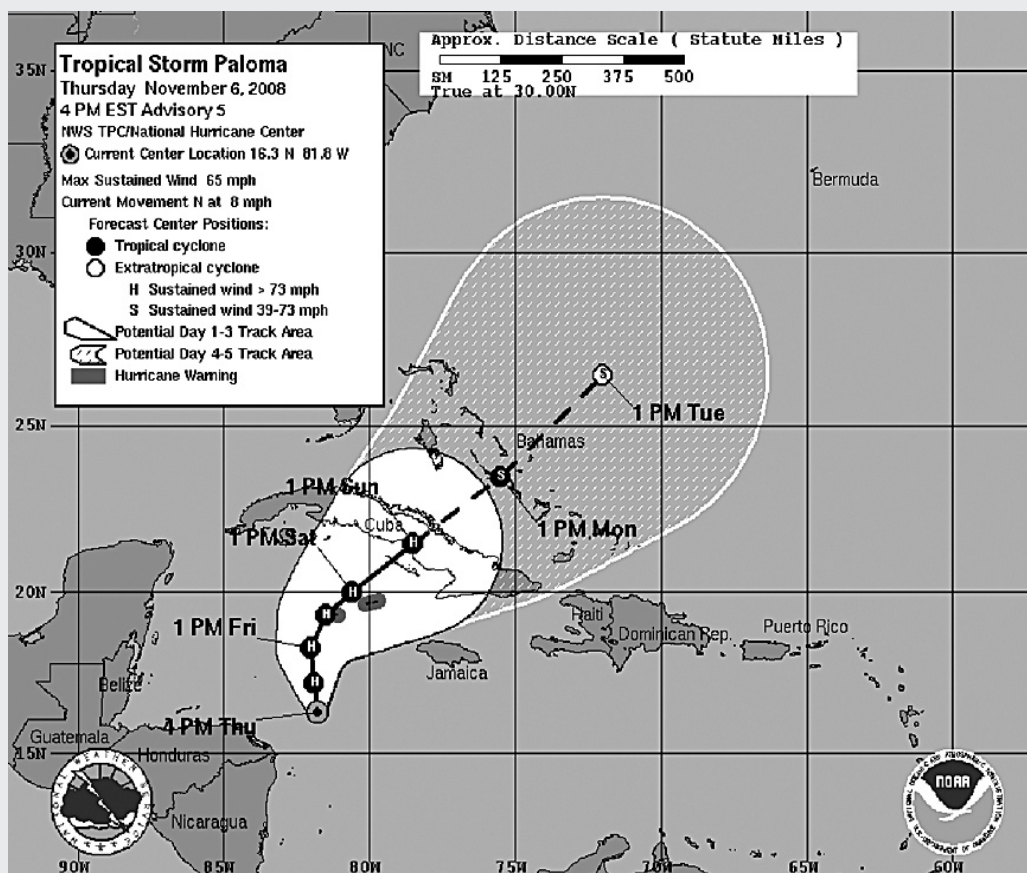 Tropical Storm Paloma
Thursday November 6, 2008
4 PM EST Advisory 5
NWS TPC/National Hurricane Center
Current Center Location 16.3 N 81.8 W
Max Sustained Wind 65 mph
Current Movement N at 8 mph
Forecast Center Positions:
Tropical cyclone
Extratropical cyclone
H Sustained wind > 73 mph
S Sustained wind 39-73 mph
Potential Day 1-3 Track Area
Potential Day 4-5 Track Area
Hurricane Warning
NC
Approx. Distance Scale ( Statute Miles )
SM 125 250 375 500
True at 30.00N
35N
Bermuda
30N
S
1 PM Tue
25N
Bahamas
S
1 PM Sun
1 PM Mon
Cuba
1 PM Sat
H
20N
H
H
Haiti
Dominican Rep.
Puerto Rico
1 PM Fri
H
Jamaica
Belize
H
4 PM Thu
Guatemala
Honduras
15N
NATIONAL WEATHER SERVICE
NOAA
Nicaragua
90W
85W
80W
75W
70W
65W
60W